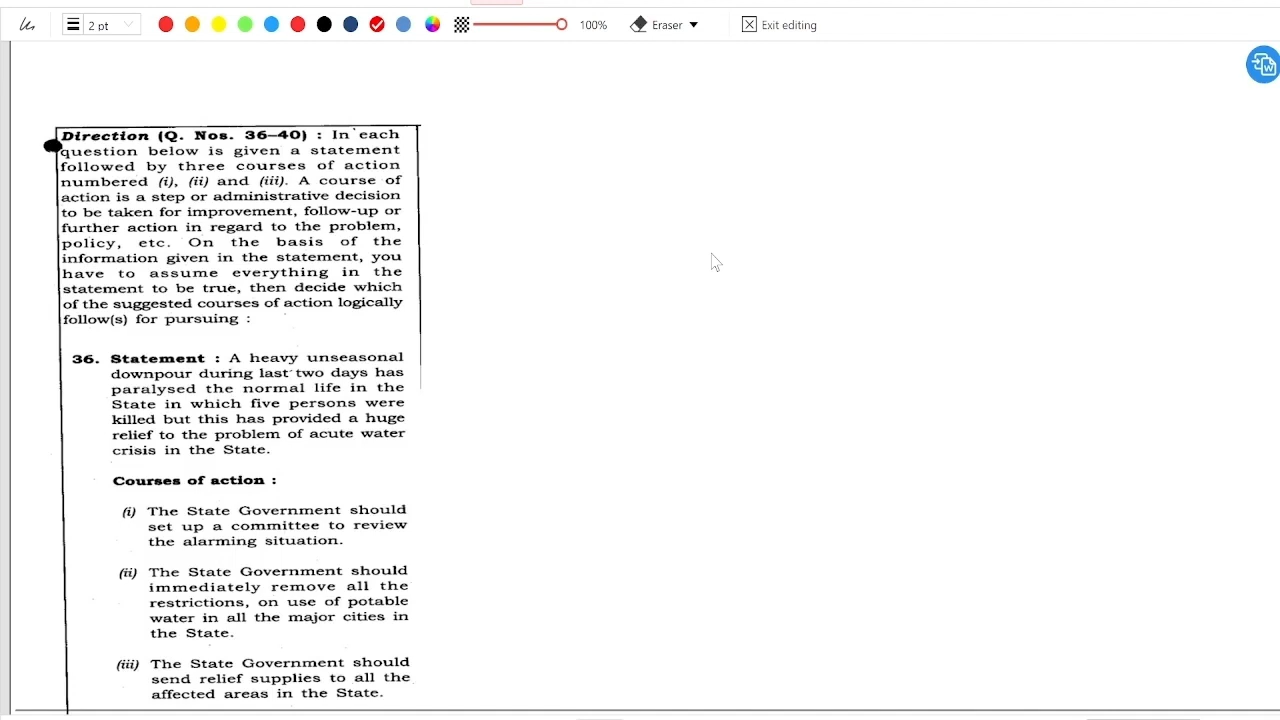 2 pt
100%
Eraser
Exit editing
Direction (Q. Nos. 36–40) : In each
question below is given a statement
followed by three courses of action
numbered (i), (ii) and (iii). A course of
action is a step or administrative decision
to be taken for improvement, follow-up or
further action in regard to the problem,
policy, etc. On the basis of the
information given in the statement, you
have to assume everything in the
statement to be true, then decide which
of the suggested courses of action logically
follow(s) for pursuing :
36. Statement : A heavy unseasonal
downpour during last two days has
paralysed the normal life in the
State in which five persons were
killed but this has provided a huge
relief to the problem of acute water
crisis in the State.
Courses of action :
(i) The State Government should
set up a committee to review
the alarming situation.
(ii) The State Government should
immediately remove all the
restrictions, on use of potable
water in all the major cities in
the State.
(iii) The State Government should
send relief supplies to all the
affected areas in the State.